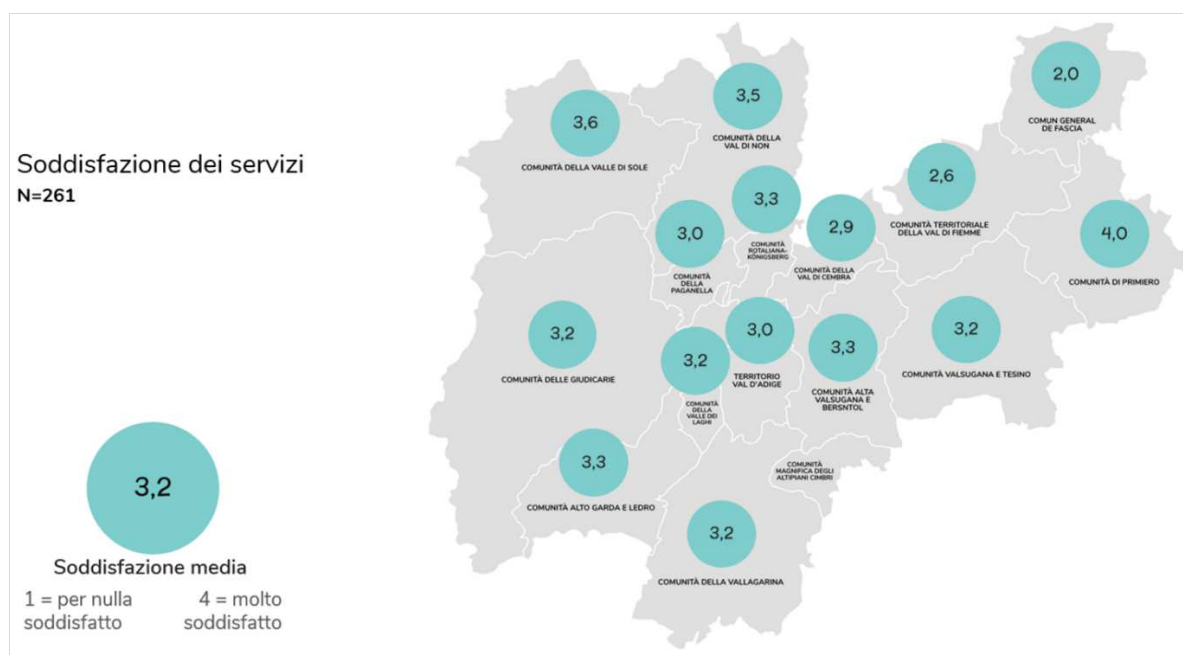 Soddisfazione dei servizi
N=261
3,2
Soddisfazione media
1 = per nulla
soddisfatto
4 = molto
soddisfatto
3,6
COMUNITÀ DELLA VALLE DI SOLE
3,5
COMUNITÀ DELLA
VAL DI NON
2,0
COMUN GENERAL
DE FASCIA
3,3
COMUNITÀ
ROTALIANA-
KÖNIGSBERG
3,0
COMUNITÀ
DELLA
PAGANELLA
2,9
COMUNITÀ DELLA
VAL DI CEMBRA
2,6
COMUNITÀ TERRITORIALE
DELLA VAL DI FIEMME
4,0
COMUNITÀ DI PRIMIERO
3,2
COMUNITÀ DELLE GIUDICARIE
3,2
COMUNITÀ
DELLA
VALLE DEI
LAGHI
3,0
TERRITORIO
VAL D'ADIGE
3,3
COMUNITÀ ALTA
VALSUGANA E
BERSNTOL
3,2
COMUNITÀ VALSUGANA E TESINO
3,3
COMUNITÀ ALTO GARDA E LEDRO
COMUNITÀ
MAGNIFICA DEGLI
ALTIPIANI CIMBRI
3,2
COMUNITÀ DELLA VALLAGARINA